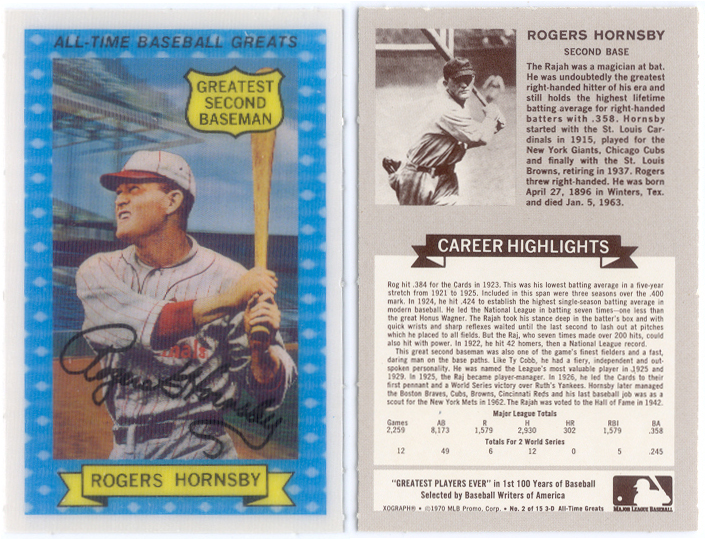 ALL-TIME BASEBALL GREATS
GREATEST
SECOND
BASEMAN
Rogers Hornsby
ROGERS HORNSBY
ROGERS HORNSBY
SECOND BASE
The Rajah was a magician at bat.
He was undoubtedly the greatest
right-handed hitter of his era and
still holds the highest lifetime
batting average for right-handed
batters with .358. Hornsby
started with the St. Louis Car-
dinals in 1915, played for the
New York Giants, Chicago Cubs
and finally with the St. Louis
Browns, retiring in 1937. Rogers
threw right-handed. He was born
April 27, 1896 in Winters, Tex.
and died Jan. 5, 1963.
CAREER HIGHLIGHTS
Rog hit .384 for the Cards in 1923. This was his lowest batting average in a five-year
stretch from 1921 to 1925. Included in this span were three seasons over the .400
mark. In 1924, he hit .424 to establish the highest single-season batting average in
modern baseball. He led the National League in batting seven times—one less than
the great Honus Wagner. The Rajah took his stance deep in the batter's box and with
quick wrists and sharp reflexes waited until the last second to lash out at pitches
which he placed to all fields. But the Raj, who seven times made over 200 hits, could
also hit with power. In 1922, he hit 42 homers, then a National League record.
This great second baseman was also one of the game's finest fielders and a fast,
daring man on the base paths. Like Ty Cobb, he had a fiery, independent and out-
spoken personality. He was named the League's most valuable player in 1925 and
1929. In 1925, the Raj became player-manager. In 1926, he led the Cards to their
first pennant and a World Series victory over Ruth's Yankees. Hornsby later managed
the Boston Braves, Cubs, Browns, Cincinnati Reds and his last baseball job was as a
scout for the New York Mets in 1962. The Rajah was voted to the Hall of Fame in 1942.
Major League Totals
Games AB R H HR RBI BA
2,259 8,173 1,579 2,930 302 1,579 .358
Totals For 2 World Series
12 49 6 12 0 5 .245
"GREATEST PLAYERS EVER" in 1st 100 Years of Baseball
Selected by Baseball Writers of America
MAJOR LEAGUE BASEBALL
XOGRAPH® • ©1970 MLB Promo. Corp. • No. 2 of 15 3-D All-Time Greats